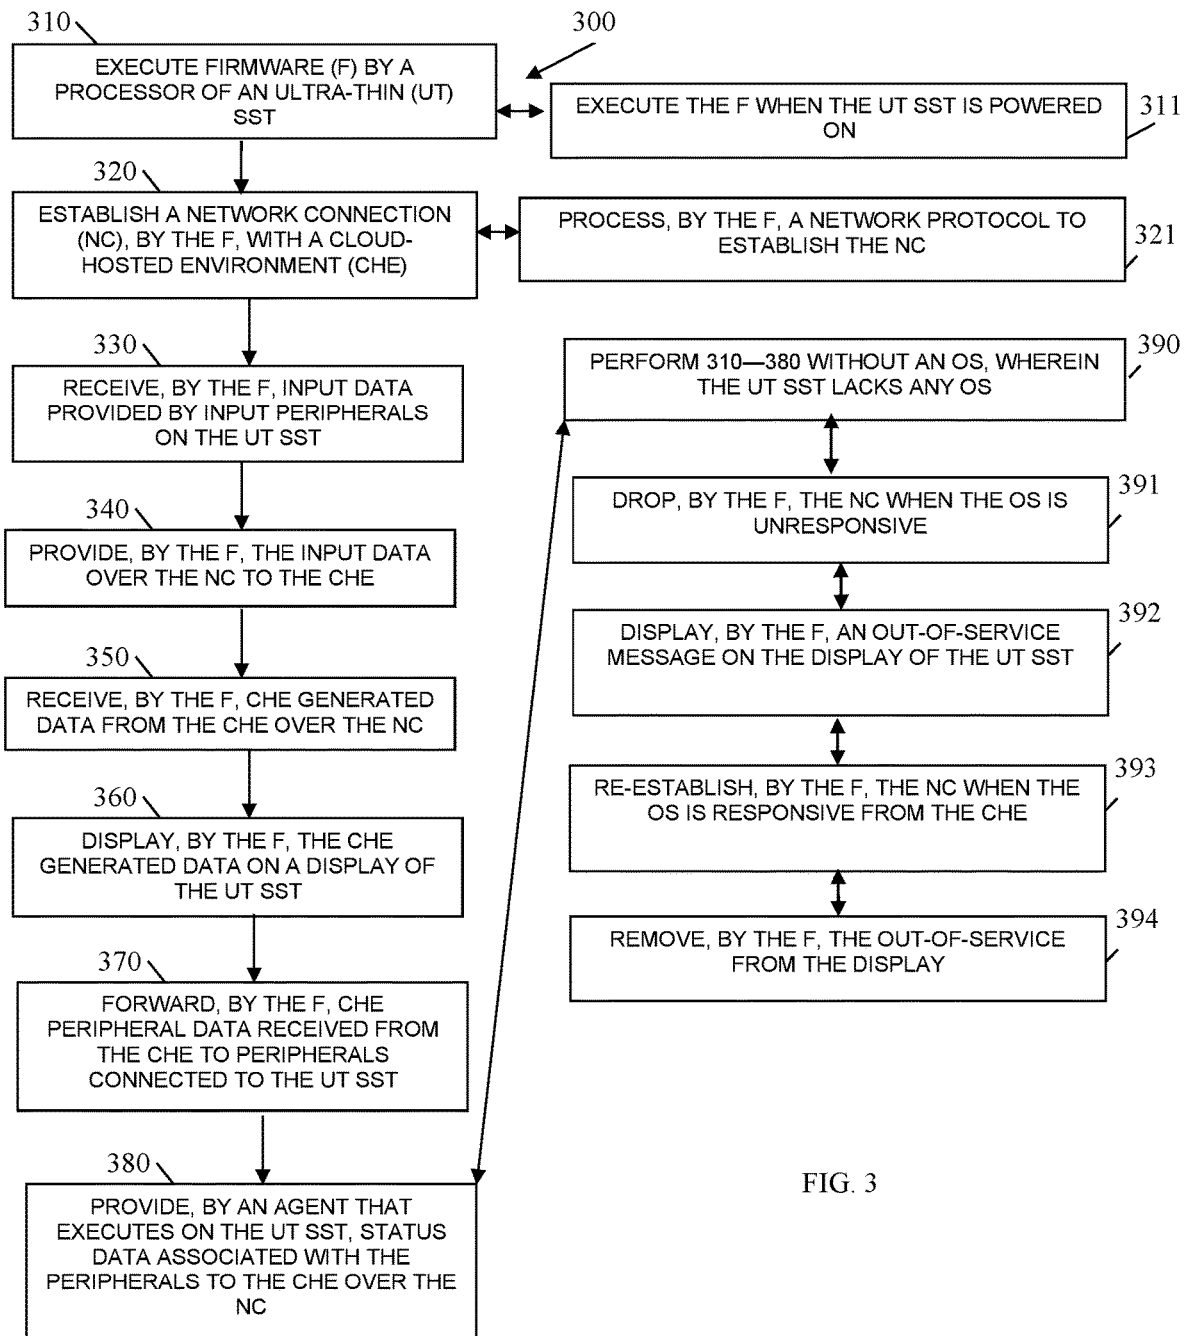 310
300
EXECUTE FIRMWARE (F) BY A
PROCESSOR OF AN ULTRA-THIN (UT)
SST
EXECUTE THE F WHEN THE UT SST IS POWERED
ON
311
320
ESTABLISH A NETWORK CONNECTION
(NC), BY THE F, WITH A CLOUD-
HOSTED ENVIRONMENT (CHE)
PROCESS, BY THE F, A NETWORK PROTOCOL TO
ESTABLISH THE NC
321
330
RECEIVE, BY THE F, INPUT DATA
PROVIDED BY INPUT PERIPHERALS
ON THE UT SST
340
PROVIDE, BY THE F, THE INPUT DATA
OVER THE NC TO THE CHE
350
RECEIVE, BY THE F, CHE GENERATED
DATA FROM THE CHE OVER THE NC
360
DISPLAY, BY THE F, THE CHE
GENERATED DATA ON A DISPLAY OF
THE UT SST
370
FORWARD, BY THE F, CHE
PERIPHERAL DATA RECEIVED FROM
THE CHE TO PERIPHERALS
CONNECTED TO THE UT SST
380
PROVIDE, BY AN AGENT THAT
EXECUTES ON THE UT SST, STATUS
DATA ASSOCIATED WITH THE
PERIPHERALS TO THE CHE OVER THE
NC
390
PERFORM 310—380 WITHOUT AN OS, WHEREIN
THE UT SST LACKS ANY OS
391
DROP, BY THE F, THE NC WHEN THE OS IS
UNRESPONSIVE
392
DISPLAY, BY THE F, AN OUT-OF-SERVICE
MESSAGE ON THE DISPLAY OF THE UT SST
393
RE-ESTABLISH, BY THE F, THE NC WHEN THE
OS IS RESPONSIVE FROM THE CHE
394
REMOVE, BY THE F, THE OUT-OF-SERVICE
FROM THE DISPLAY
FIG. 3